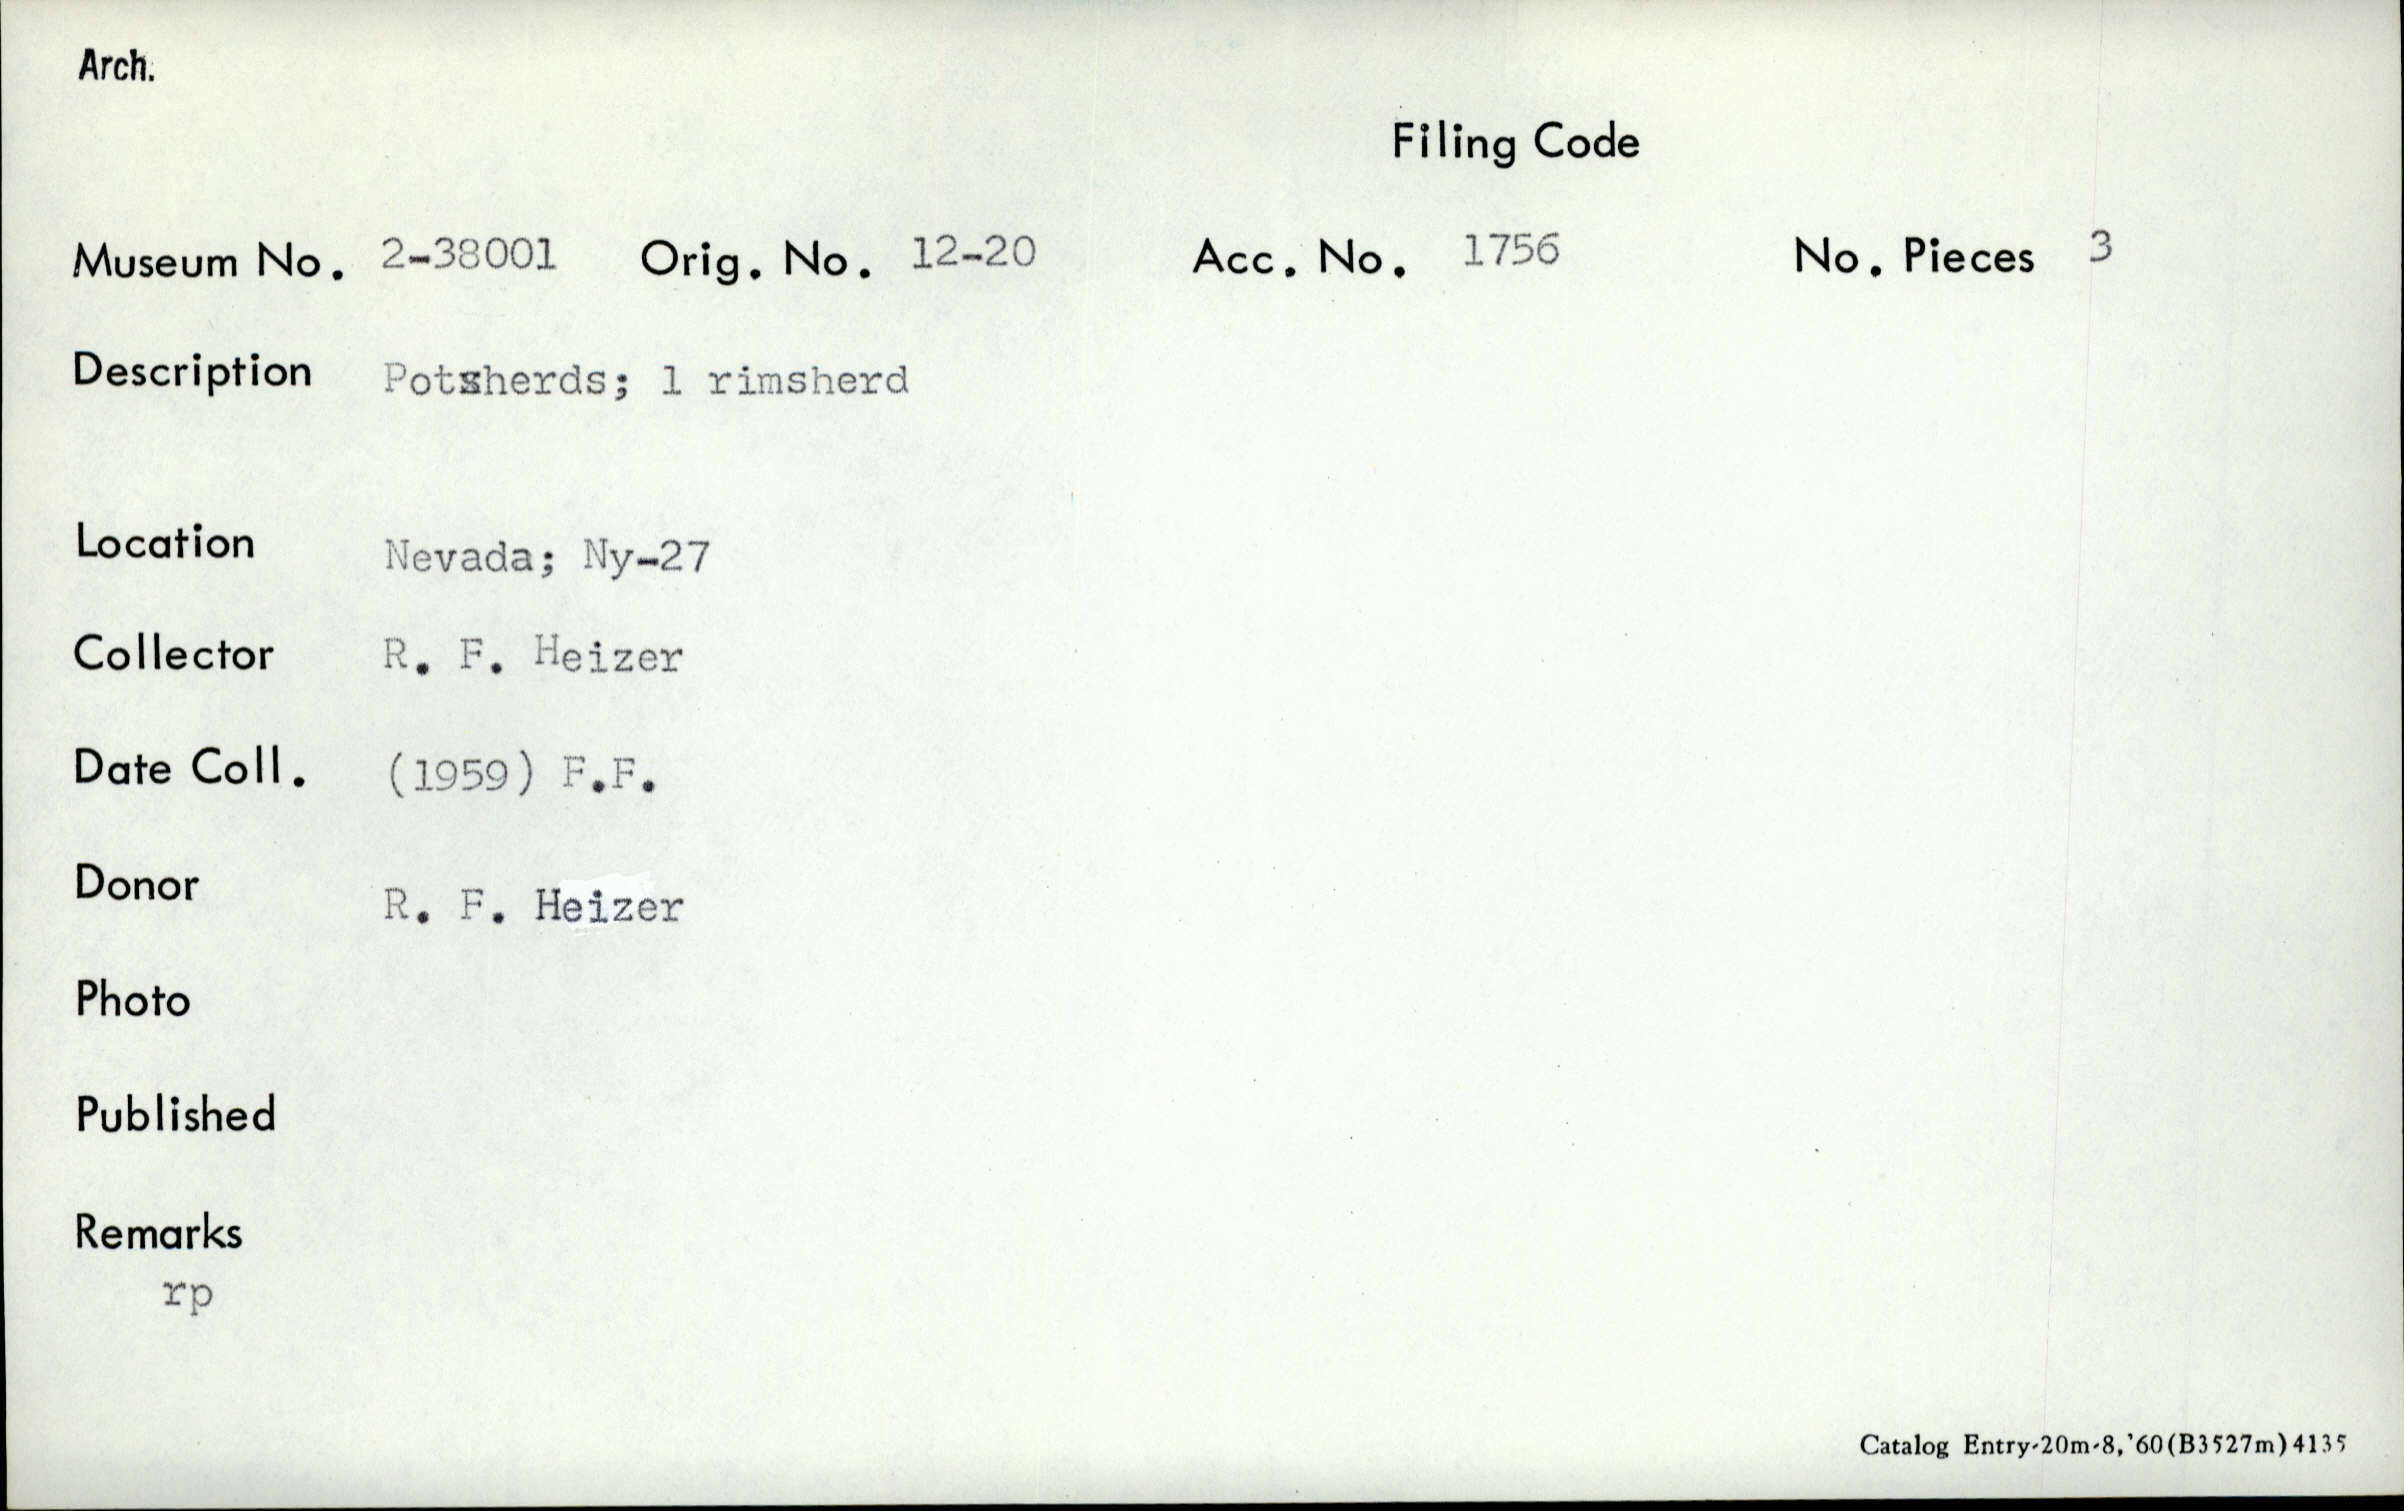 Arch.
Filing Code
Museum No. 2-38001 Orig. No. 12-20 Acc. No. 1756 No. Pieces 3
Description Potsherds; 1 rimsherd
Location Nevada; Ny-27
Collector R. F. Heizer
Date Coll. (1959) F.F.
Donor R. F. Heizer
Photo
Published
Remarks
rp
Catalog Entry-20m-8,'60(B3527m)4135